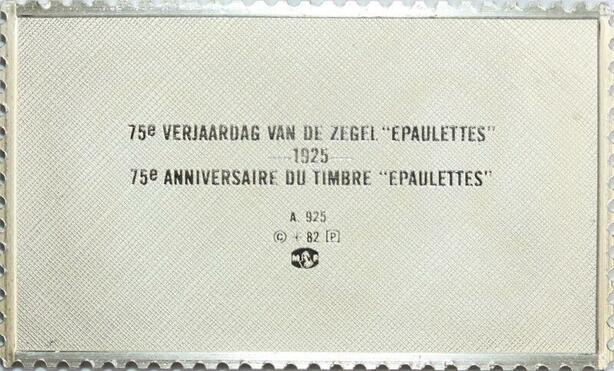 75e VERJAARDAG VAN DE ZEGEL "EPAULETTES"
1925
75e ANNIVERSAIRE DU TIMBRE "EPAULETTES"
A. 925
© + 82 [P]